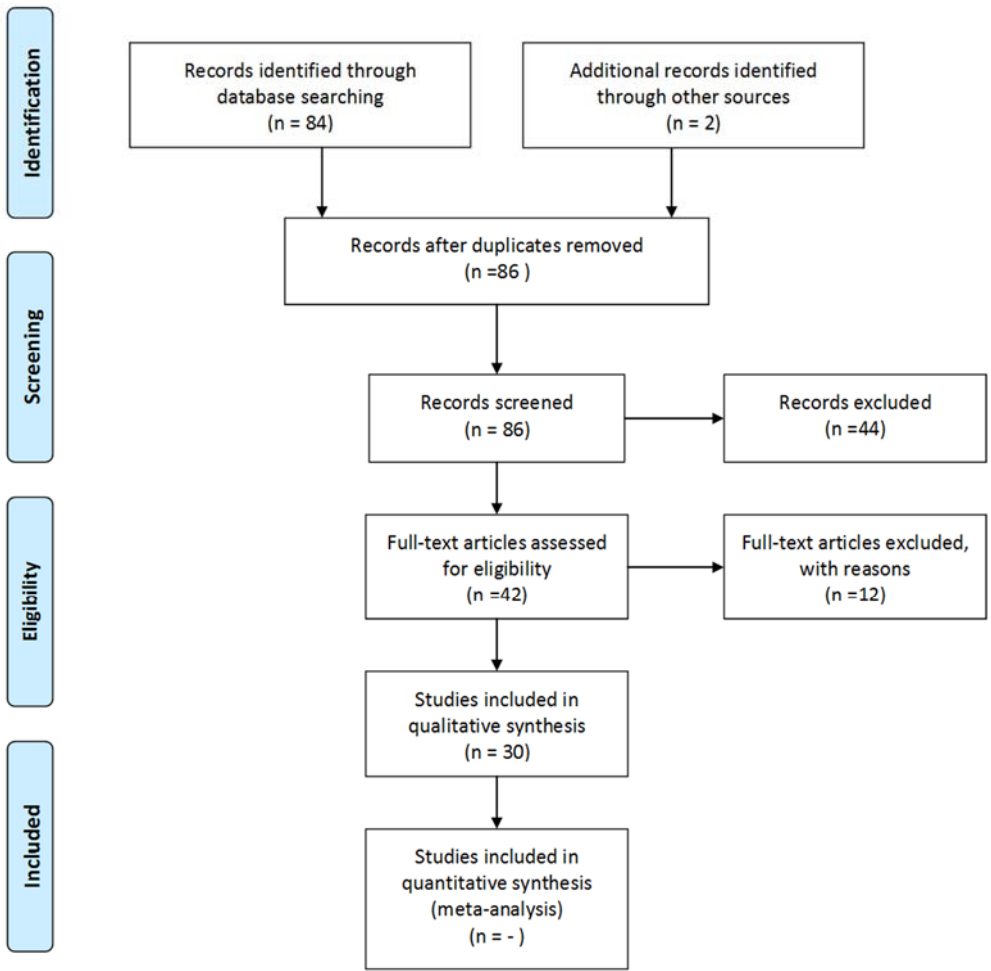 Identification
Records identified through
database searching
(n = 84)
Additional records identified
through other sources
(n = 2)
Records after duplicates removed
(n =86 )
Screening
Records screened
(n = 86)
Records excluded
(n =44)
Eligibility
Full-text articles assessed
for eligibility
(n =42)
Full-text articles excluded,
with reasons
(n =12)
Studies included in
qualitative synthesis
(n = 30)
Included
Studies included in
quantitative synthesis
(meta-analysis)
(n = - )